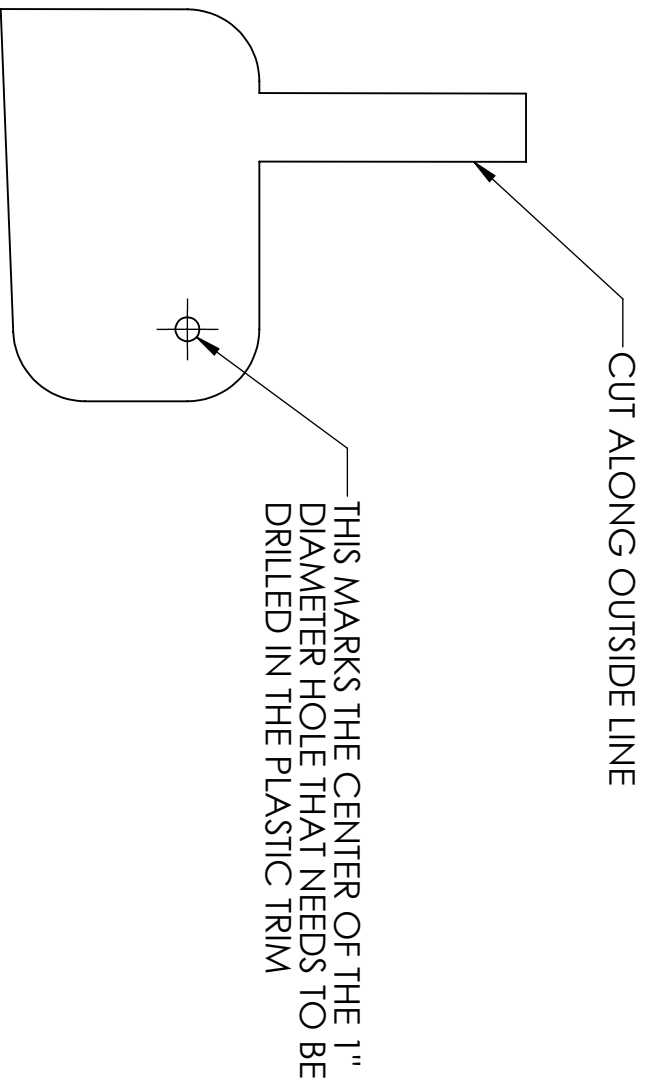 CUT ALONG OUTSIDE LINE
THIS MARKS THE CENTER OF THE 1"
DIAMETER HOLE THAT NEEDS TO BE
DRILLED IN THE PLASTIC TRIM